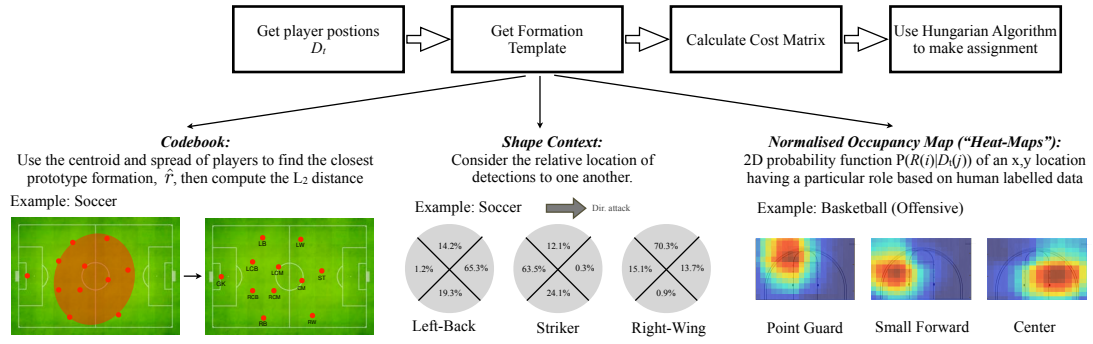 Get player postions
Dt
Get Formation
Template
Calculate Cost Matrix
Use Hungarian Algorithm
to make assignment
Codebook:
Use the centroid and spread of players to find the closest
prototype formation, r̂, then compute the L₂ distance
Example: Soccer
GK
LB
LCB
RCB
RB
LW
LCM
RCM
ST
RW
Shape Context:
Consider the relative location of
detections to one another.
Example: Soccer
Dir. attack
14.2%
1.2%
65.3%
19.3%
Left-Back
12.1%
63.5%
0.3%
24.1%
Striker
70.3%
15.1%
13.7%
0.9%
Right-Wing
Normalised Occupancy Map (“Heat-Maps”):
2D probability function P(R(i)|Dt(j)) of an x,y location
having a particular role based on human labelled data
Example: Basketball (Offensive)
Point Guard
Small Forward
Center